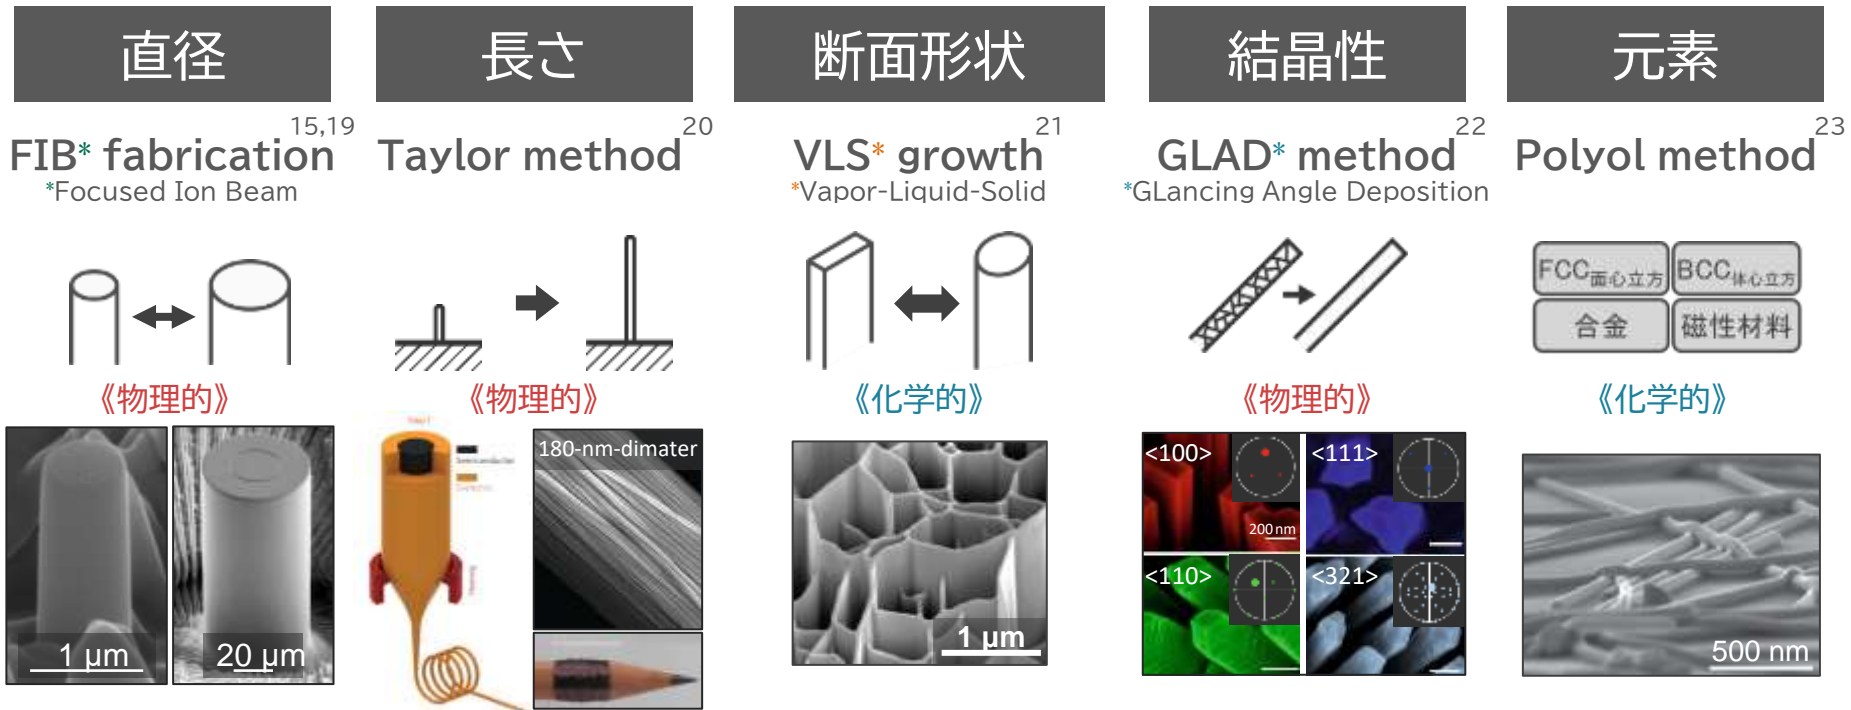 直径
15,19
FIB* fabrication
*Focused Ion Beam
《物理的》
1 μm
20 μm
長さ
20
Taylor method
《物理的》
180-nm-dimater
断面形状
21
VLS* growth
*Vapor-Liquid-Solid
《化学的》
1 μm
結晶性
22
GLAD* method
*GLancing Angle Deposition
《物理的》
<100>
200 nm
<111>
<110>
<321>
元素
23
Polyol method
FCC面心立方
BCC体心立方
合金
磁性材料
《化学的》
500 nm